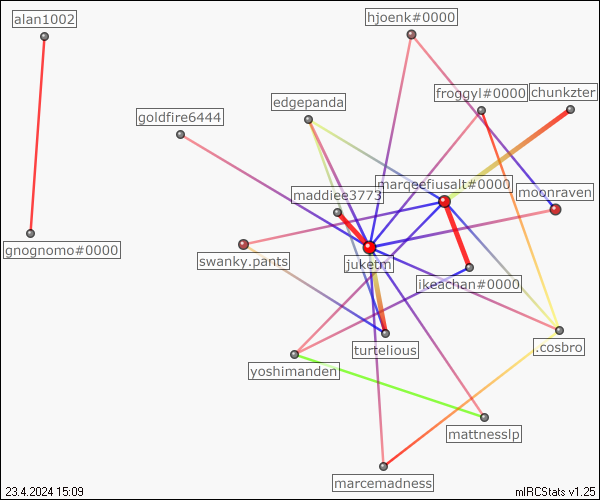 alan1002
hjoenk#0000
froggyl#0000
chunkzter
edgepanda
goldfire6444
marqeefiusalt#0000
maddiee3773
moonraven
gnognomo#0000
swanky.pants
juketm
ikeachan#0000
turtelious
.cosbro
yoshimanden
mattnesslp
marcemadness
23.4.2024 15:09
mIRCStats v1.25